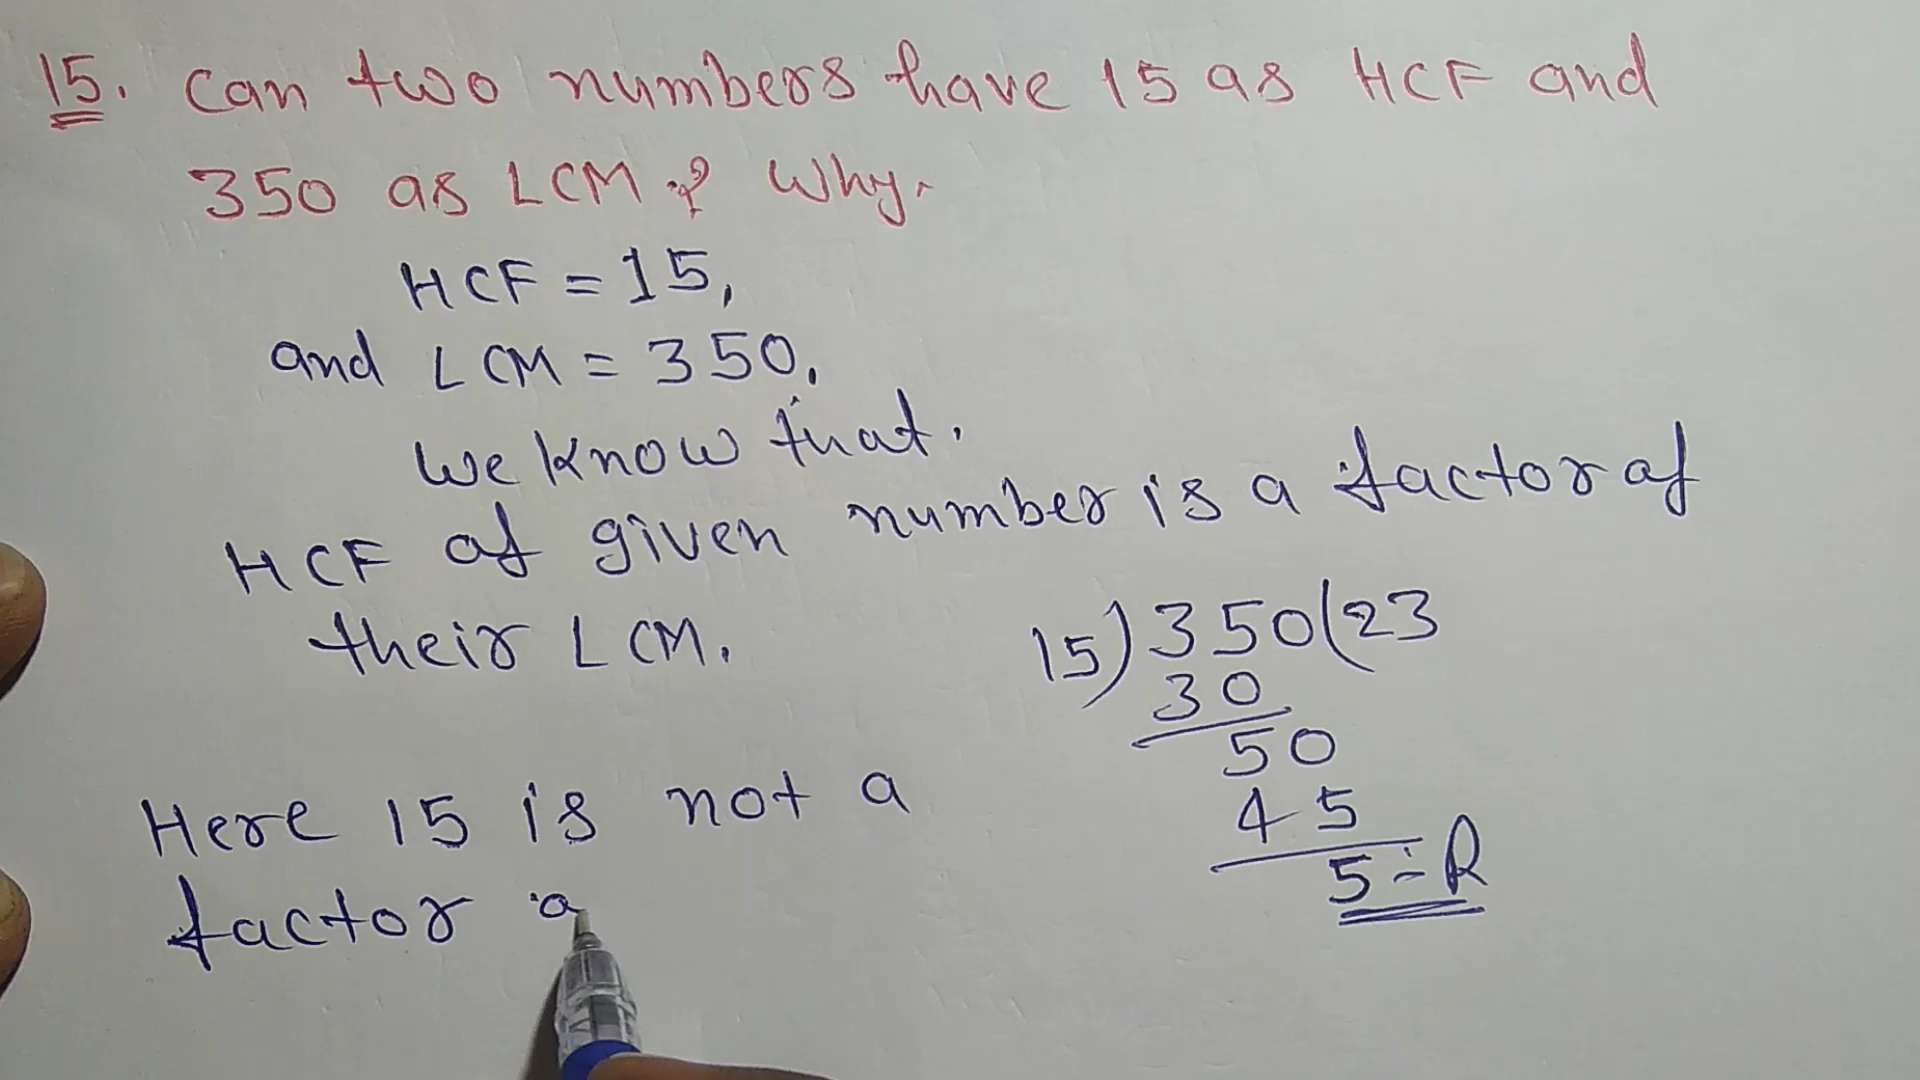 15. Can two numbers have 15 as HCF and
350 as LCM ? Why.
HCF = 15,
and LCM = 350.
We know that.
HCF of given number is a factor of
their LCM.
15)350(23
30
50
45
5 = R
Here 15 is not a
factor o